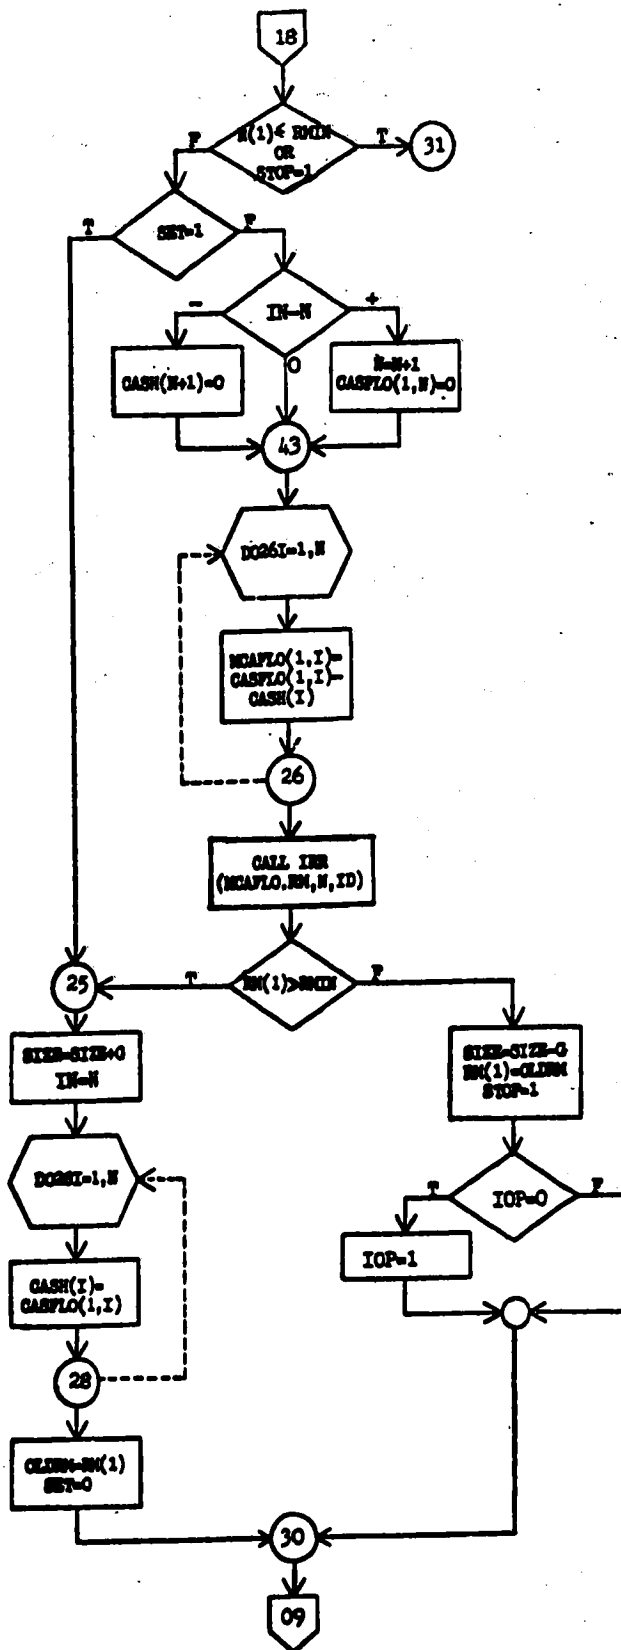 18
R(1)≤ RMIN
OR
STOP=1
T
31
F
SET=1
T
F
IN-N
-
+
0
CASH(N+1)=0
N=N+1
CASFLO(1,N)=0
43
DO26I=1,N
MCAFLO(1,I)=
CASFLO(1,I)-
CASH(I)
26
CALL IRR
(MCAFLO,RM,N,ID)
RM(1)>RMIN
T
F
25
SIZE=SIZE+G
IN=N
SIZE=SIZE-G
RM(1)=OLDRM
STOP=1
DO28I=1,N
IOP=0
T
F
IOP=1
CASH(I)=
CASFLO(1,I)
28
OLDRM=RM(1)
SET=0
30
09